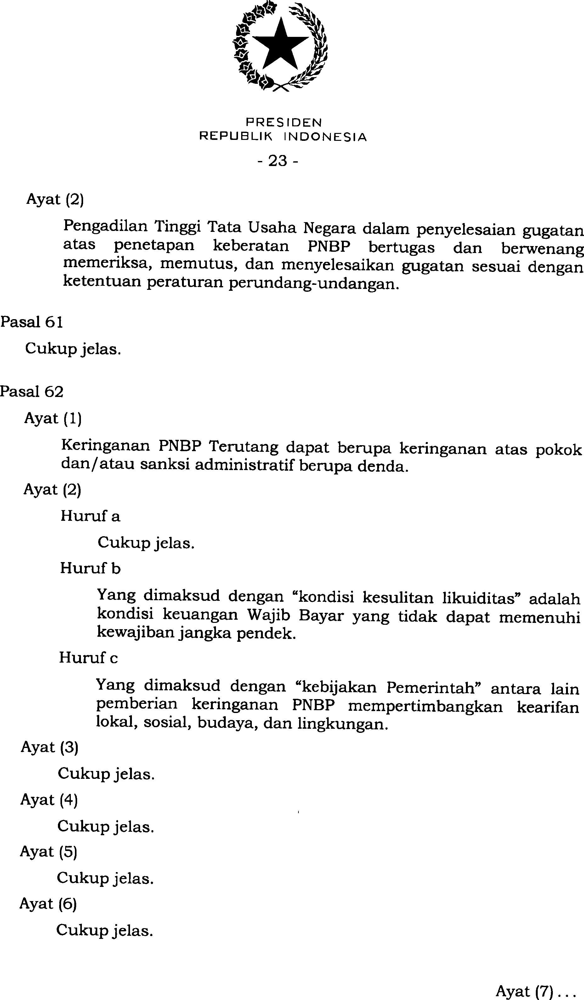 PRESIDEN
REPUBLIK INDONESIA
- 23 -
Ayat (2)
Pengadilan Tinggi Tata Usaha Negara dalam penyelesaian gugatan
atas penetapan keberatan PNBP bertugas dan berwenang
memeriksa, memutus, dan menyelesaikan gugatan sesuai dengan
ketentuan peraturan perundang-undangan.
Pasal 61
Cukup jelas.
Pasal 62
Ayat (1)
Keringanan PNBP Terutang dapat berupa keringanan atas pokok
dan/atau sanksi administratif berupa denda.
Ayat (2)
Huruf a
Cukup jelas.
Huruf b
Yang dimaksud dengan “kondisi kesulitan likuiditas” adalah
kondisi keuangan Wajib Bayar yang tidak dapat memenuhi
kewajiban jangka pendek.
Huruf c
Yang dimaksud dengan “kebijakan Pemerintah” antara lain
pemberian keringanan PNBP mempertimbangkan kearifan
lokal, sosial, budaya, dan lingkungan.
Ayat (3)
Cukup jelas.
Ayat (4)
Cukup jelas.
Ayat (5)
Cukup jelas.
Ayat (6)
Cukup jelas.
Ayat (7) . . .